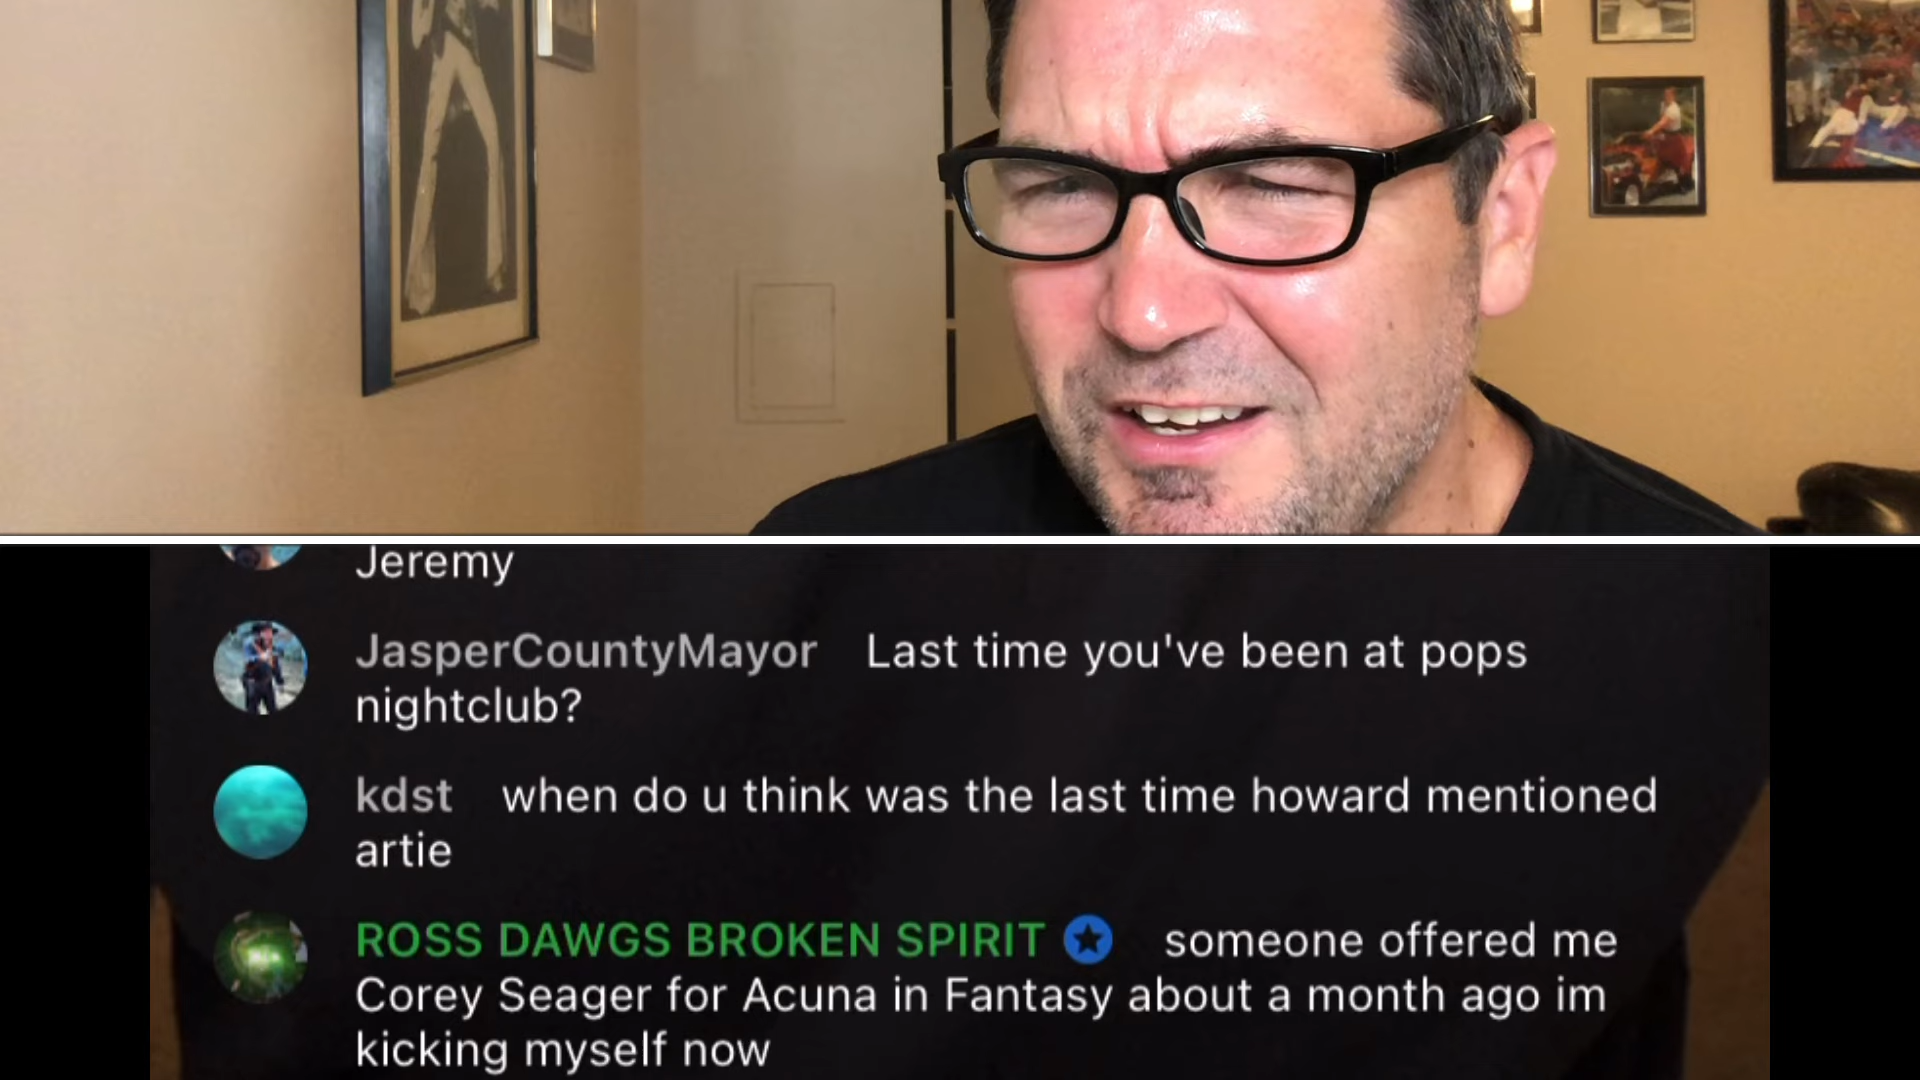 Jeremy
JasperCountyMayor Last time you've been at pops
nightclub?
kdst when do u think was the last time howard mentioned
artie
ROSS DAWGS BROKEN SPIRIT someone offered me
Corey Seager for Acuna in Fantasy about a month ago im
kicking myself now